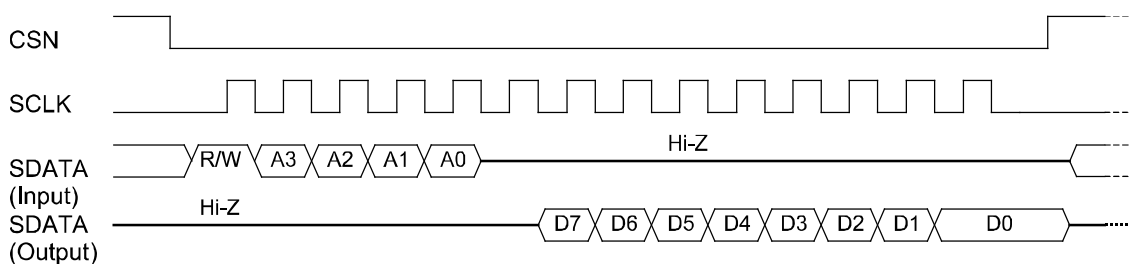 CSN
SCLK
Hi-Z
SDATA (Input) R/W A3 A2 A1 A0
Hi-Z
SDATA (Output) D7 D6 D5 D4 D3 D2 D1 D0